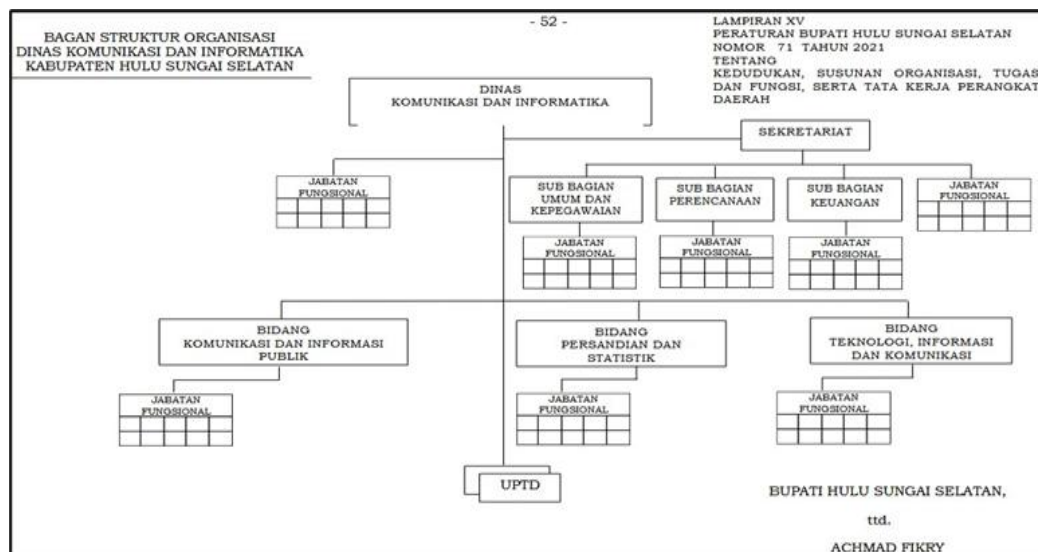 - 52 -
BAGAN STRUKTUR ORGANISASI
DINAS KOMUNIKASI DAN INFORMATIKA
KABUPATEN HULU SUNGAI SELATAN
LAMPIRAN XV
PERATURAN BUPATI HULU SUNGAI SELATAN
NOMOR 71 TAHUN 2021
TENTANG
KEDUDUKAN, SUSUNAN ORGANISASI, TUGAS
DAN FUNGSI, SERTA TATA KERJA PERANGKAT
DAERAH
DINAS
KOMUNIKASI DAN INFORMATIKA
SEKRETARIAT
JABATAN
FUNGSIONAL
SUB BAGIAN
UMUM DAN
KEPEGAWAIAN
SUB BAGIAN
PERENCANAAN
SUB BAGIAN
KEUANGAN
JABATAN
FUNGSIONAL
JABATAN
FUNGSIONAL
JABATAN
FUNGSIONAL
JABATAN
FUNGSIONAL
BIDANG
KOMUNIKASI DAN INFORMASI
PUBLIK
BIDANG
PERSANDIAN DAN
STATISTIK
BIDANG
TEKNOLOGI, INFORMASI
DAN KOMUNIKASI
JABATAN
FUNGSIONAL
JABATAN
FUNGSIONAL
JABATAN
FUNGSIONAL
UPTD
BUPATI HULU SUNGAI SELATAN,
ttd.
ACHMAD FIKRY